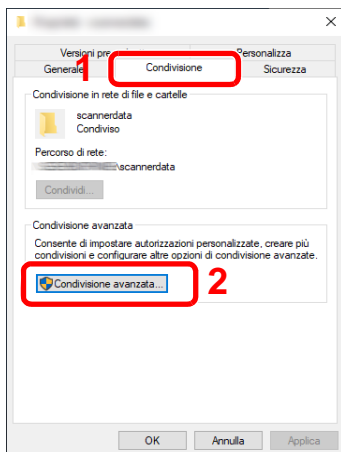 1
Versioni Personalizza
Generale Condivisione Sicurezza
Condivisione in rete di file e cartelle
scannerdata
Condiviso
Percorso di rete:
\scannerdata
Condividi...
Condivisione avanzata
Consente di impostare autorizzazioni personalizzate, creare più
condivisioni e configurare altre opzioni di condivisione avanzate.
Condivisione avanzata...
2
OK Annulla Applica